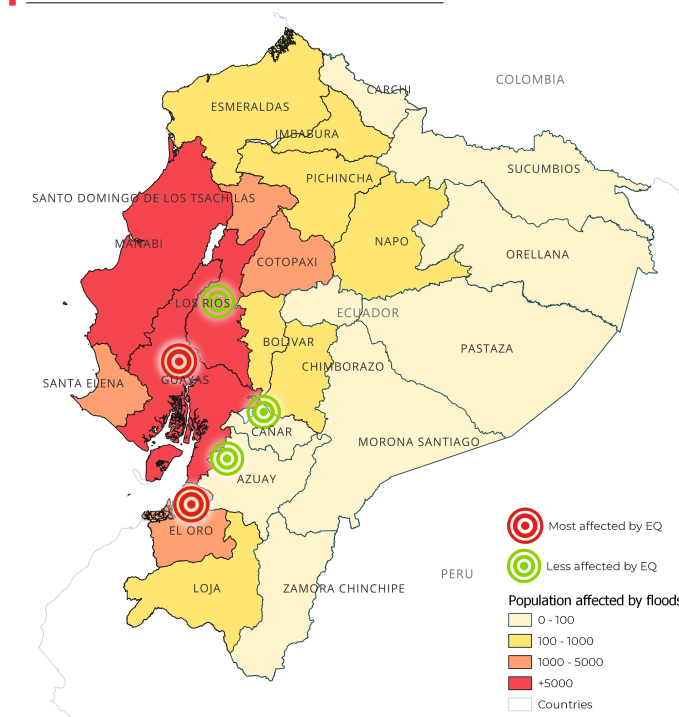 COLOMBIA
CARCHI
ESMERALDAS
IMBABURA
SUCUMBIOS
PICHINCHA
SANTO DOMINGO DE LOS TSACHILAS
MANABI
NAPO
ORELLANA
COTOPAXI
LOS RIOS
ECUADOR
BOLIVAR
PASTAZA
CHIMBORAZO
GUAYAS
SANTA ELENA
CAÑAR
MORONA SANTIAGO
AZUAY
EL ORO
LOJA
ZAMORA CHINCHIPE
PERU
Most affected by EQ
Less affected by EQ
Population affected by floods
0 - 100
100 - 1000
1000 - 5000
+5000
Countries